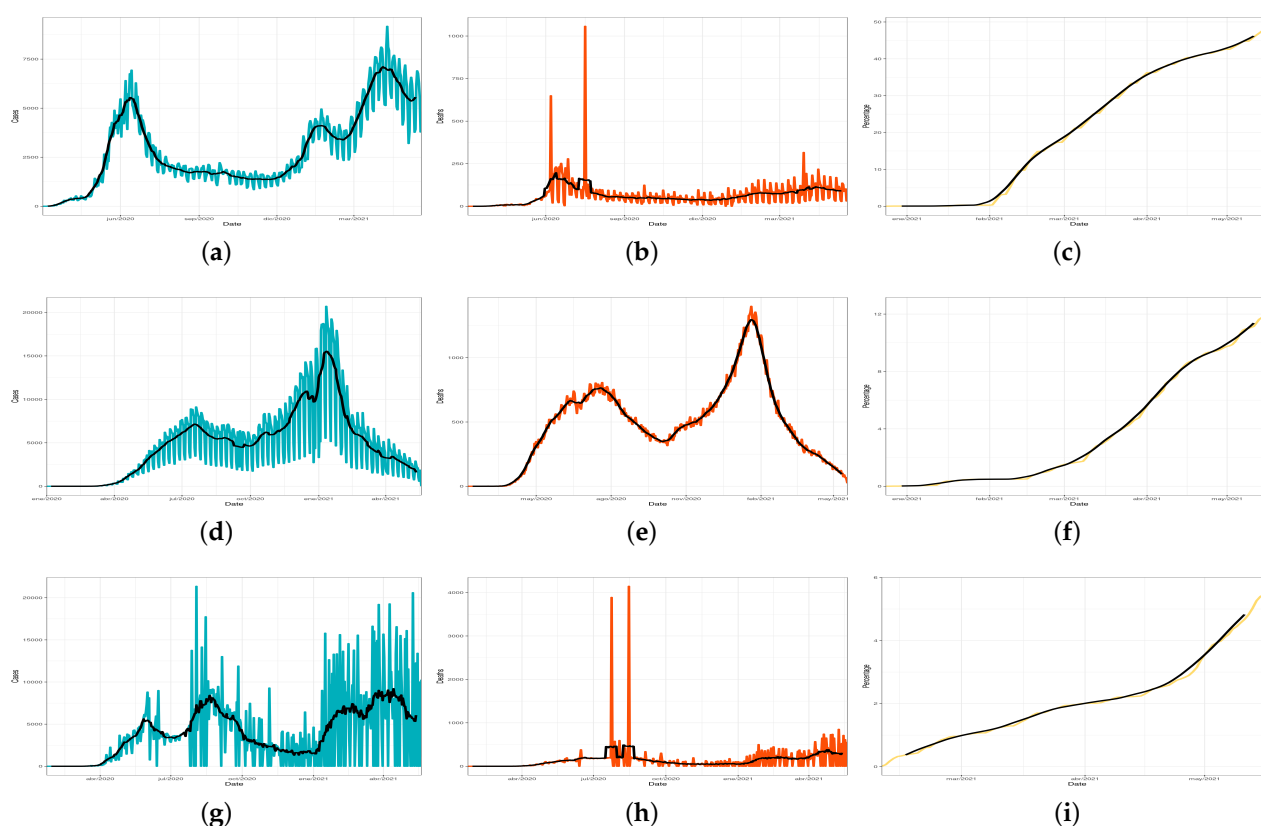 7500
5000
2500
0
Cases
jun/2020 sep/2020 dic/2020 mar/2021
Date
(a)
1000
750
500
250
0
Deaths
jun/2020 sep/2020 dic/2020 mar/2021
Date
(b)
50
40
30
20
10
0
Percentage
ene/2021 feb/2021 mar/2021 abr/2021 may/2021
Date
(c)
20000
15000
10000
5000
0
Cases
ene/2020 abr/2020 jul/2020 oct/2020 ene/2021 abr/2021
Date
(d)
1000
500
0
Deaths
may/2020 ago/2020 nov/2020 feb/2021 may/2021
Date
(e)
12
8
4
0
Percentage
ene/2021 feb/2021 mar/2021 abr/2021 may/2021
Date
(f)
20000
15000
10000
5000
0
Cases
abr/2020 jul/2020 oct/2020 ene/2021 abr/2021
Date
(g)
4000
3000
2000
1000
0
Deaths
abr/2020 jul/2020 oct/2020 ene/2021 abr/2021
Date
(h)
6
4
2
0
Percentage
mar/2021 abr/2021 may/2021
Date
(i)